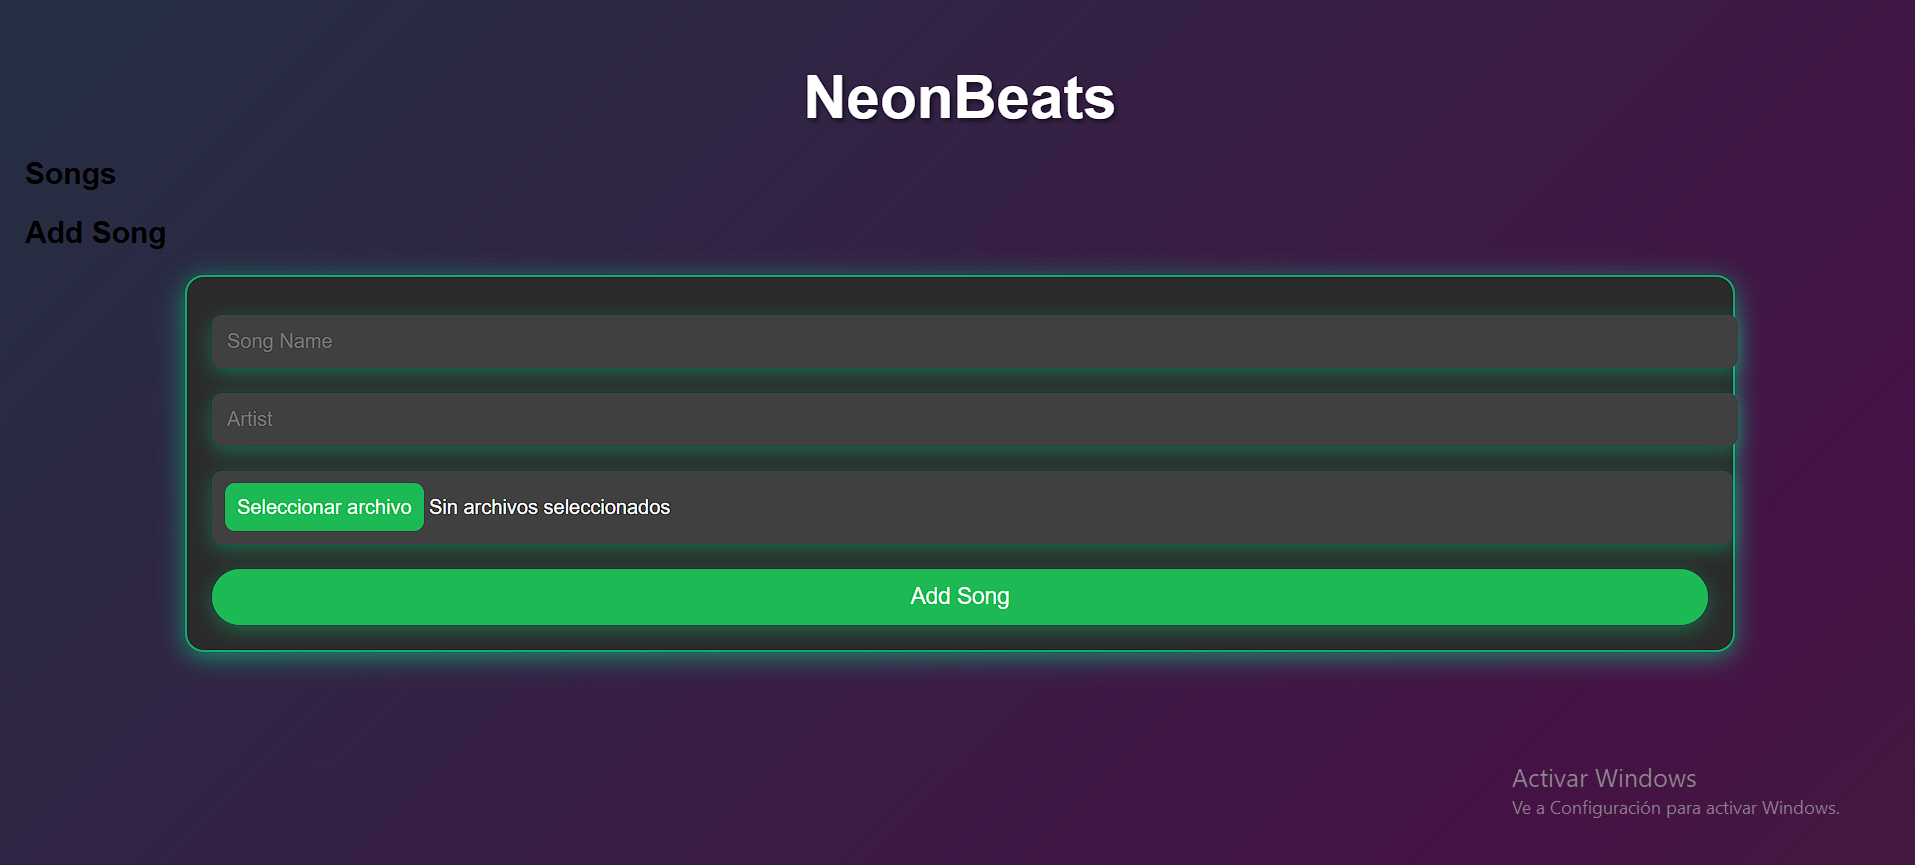 NeonBeats
Songs
Add Song
Song Name
Artist
Seleccionar archivo Sin archivos seleccionados
Add Song
Activar Windows
Ve a Configuración para activar Windows.